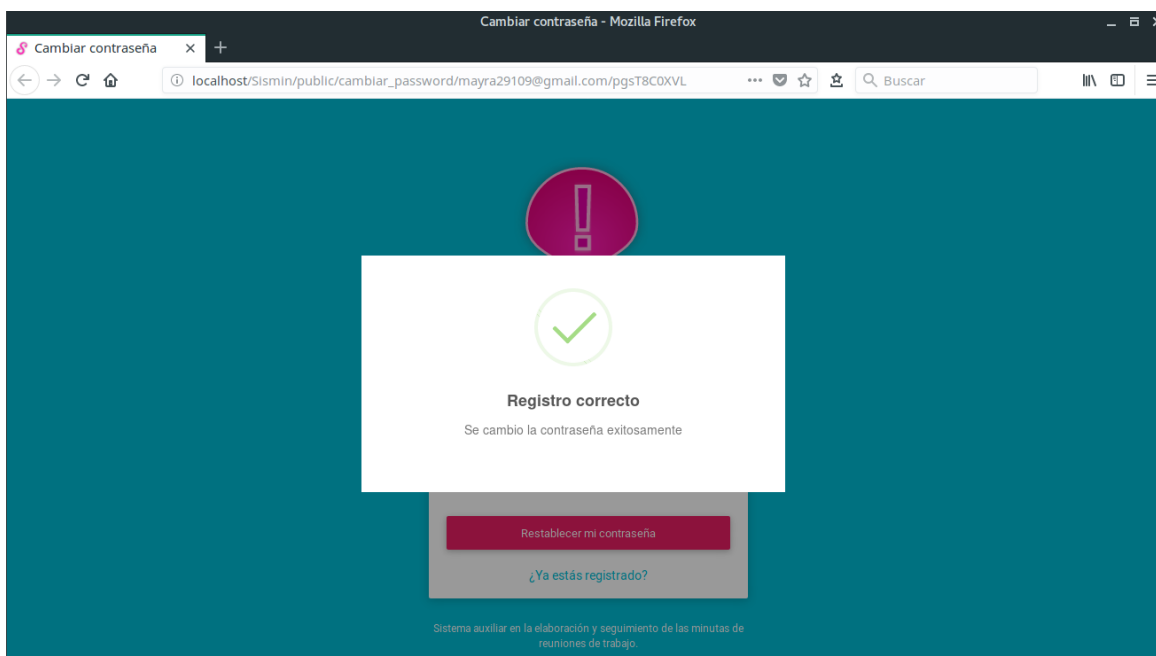 Cambiar contraseña - Mozilla Firefox
Cambiar contraseña
localhost/Sismin/public/cambiar_password/mayra29109@gmail.com/pgsT8C0XVL
Buscar
Registro correcto
Se cambio la contraseña exitosamente
Restablecer mi contraseña
¿Ya estás registrado?
Sistema auxiliar en la elaboración y seguimiento de las minutas de
reuniones de trabajo.